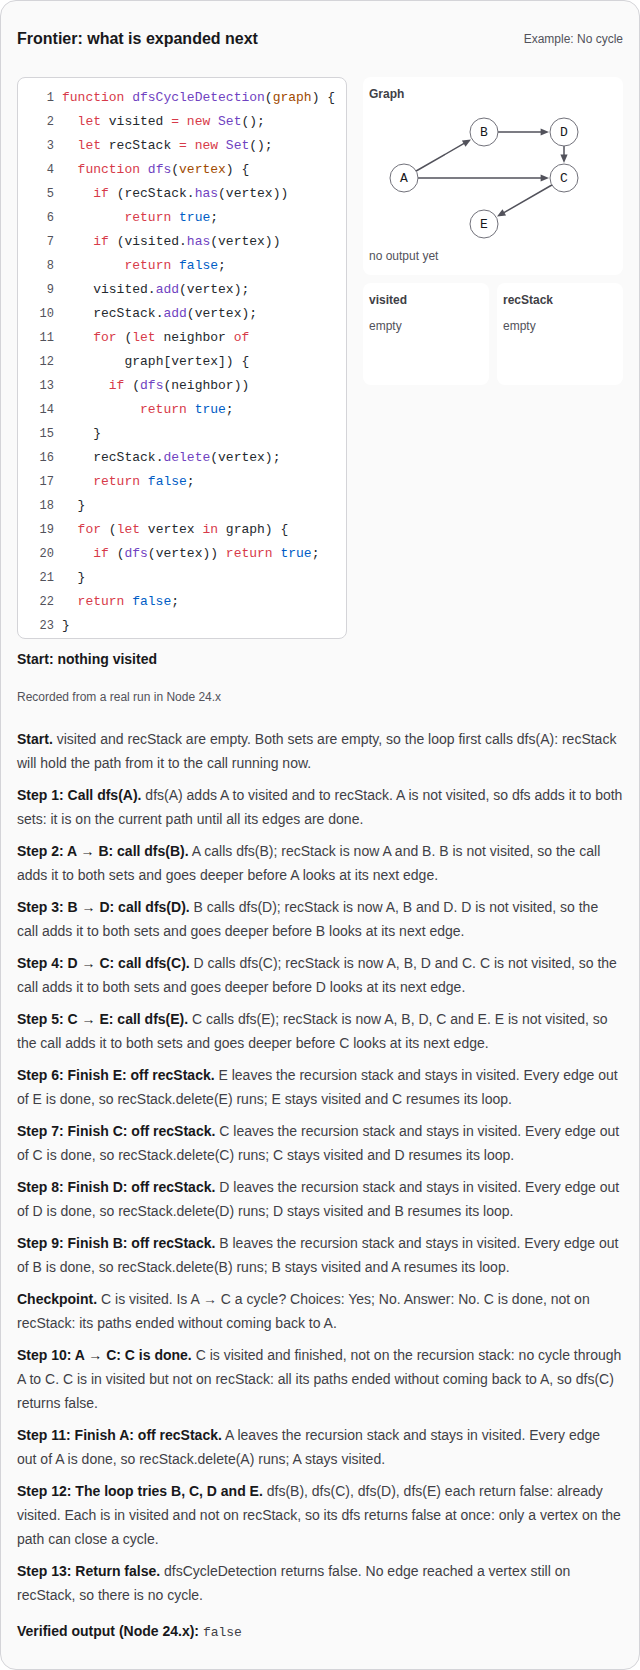 Frontier: what is expanded next
Example: No cycle
1 function dfsCycleDetection(graph) {
2   let visited = new Set();
3   let recStack = new Set();
4   function dfs(vertex) {
5     if (recStack.has(vertex))
6         return true;
7     if (visited.has(vertex))
8         return false;
9     visited.add(vertex);
10     recStack.add(vertex);
11     for (let neighbor of
12         graph[vertex]) {
13       if (dfs(neighbor))
14           return true;
15     }
16     recStack.delete(vertex);
17     return false;
18   }
19   for (let vertex in graph) {
20     if (dfs(vertex)) return true;
21   }
22   return false;
23 }
Graph
B
D
A
C
E
no output yet
visited
empty
recStack
empty
Start: nothing visited
Recorded from a real run in Node 24.x
Start. visited and recStack are empty. Both sets are empty, so the loop first calls dfs(A): recStack
will hold the path from it to the call running now.
Step 1: Call dfs(A). dfs(A) adds A to visited and to recStack. A is not visited, so dfs adds it to both
sets: it is on the current path until all its edges are done.
Step 2: A → B: call dfs(B). A calls dfs(B); recStack is now A and B. B is not visited, so the call
adds it to both sets and goes deeper before A looks at its next edge.
Step 3: B → D: call dfs(D). B calls dfs(D); recStack is now A, B and D. D is not visited, so the
call adds it to both sets and goes deeper before B looks at its next edge.
Step 4: D → C: call dfs(C). D calls dfs(C); recStack is now A, B, D and C. C is not visited, so the
call adds it to both sets and goes deeper before D looks at its next edge.
Step 5: C → E: call dfs(E). C calls dfs(E); recStack is now A, B, D, C and E. E is not visited, so
the call adds it to both sets and goes deeper before C looks at its next edge.
Step 6: Finish E: off recStack. E leaves the recursion stack and stays in visited. Every edge out
of E is done, so recStack.delete(E) runs; E stays visited and C resumes its loop.
Step 7: Finish C: off recStack. C leaves the recursion stack and stays in visited. Every edge out
of C is done, so recStack.delete(C) runs; C stays visited and D resumes its loop.
Step 8: Finish D: off recStack. D leaves the recursion stack and stays in visited. Every edge out
of D is done, so recStack.delete(D) runs; D stays visited and B resumes its loop.
Step 9: Finish B: off recStack. B leaves the recursion stack and stays in visited. Every edge out
of B is done, so recStack.delete(B) runs; B stays visited and A resumes its loop.
Checkpoint. C is visited. Is A → C a cycle? Choices: Yes; No. Answer: No. C is done, not on
recStack: its paths ended without coming back to A.
Step 10: A → C: C is done. C is visited and finished, not on the recursion stack: no cycle through
A to C. C is in visited but not on recStack: all its paths ended without coming back to A, so dfs(C)
returns false.
Step 11: Finish A: off recStack. A leaves the recursion stack and stays in visited. Every edge
out of A is done, so recStack.delete(A) runs; A stays visited.
Step 12: The loop tries B, C, D and E. dfs(B), dfs(C), dfs(D), dfs(E) each return false: already
visited. Each is in visited and not on recStack, so its dfs returns false at once: only a vertex on the
path can close a cycle.
Step 13: Return false. dfsCycleDetection returns false. No edge reached a vertex still on
recStack, so there is no cycle.
Verified output (Node 24.x): false